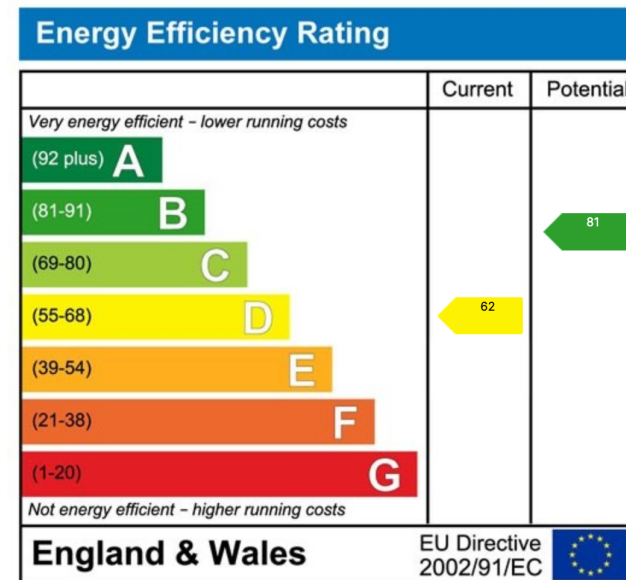 Energy Efficiency Rating
Current Potential
Very energy efficient – lower running costs
(92 plus) A
(81-91) B
81
(69-80) C
(55-68) D
62
(39-54) E
(21-38) F
(1-20) G
Not energy efficient – higher running costs
England & Wales
EU Directive
2002/91/EC